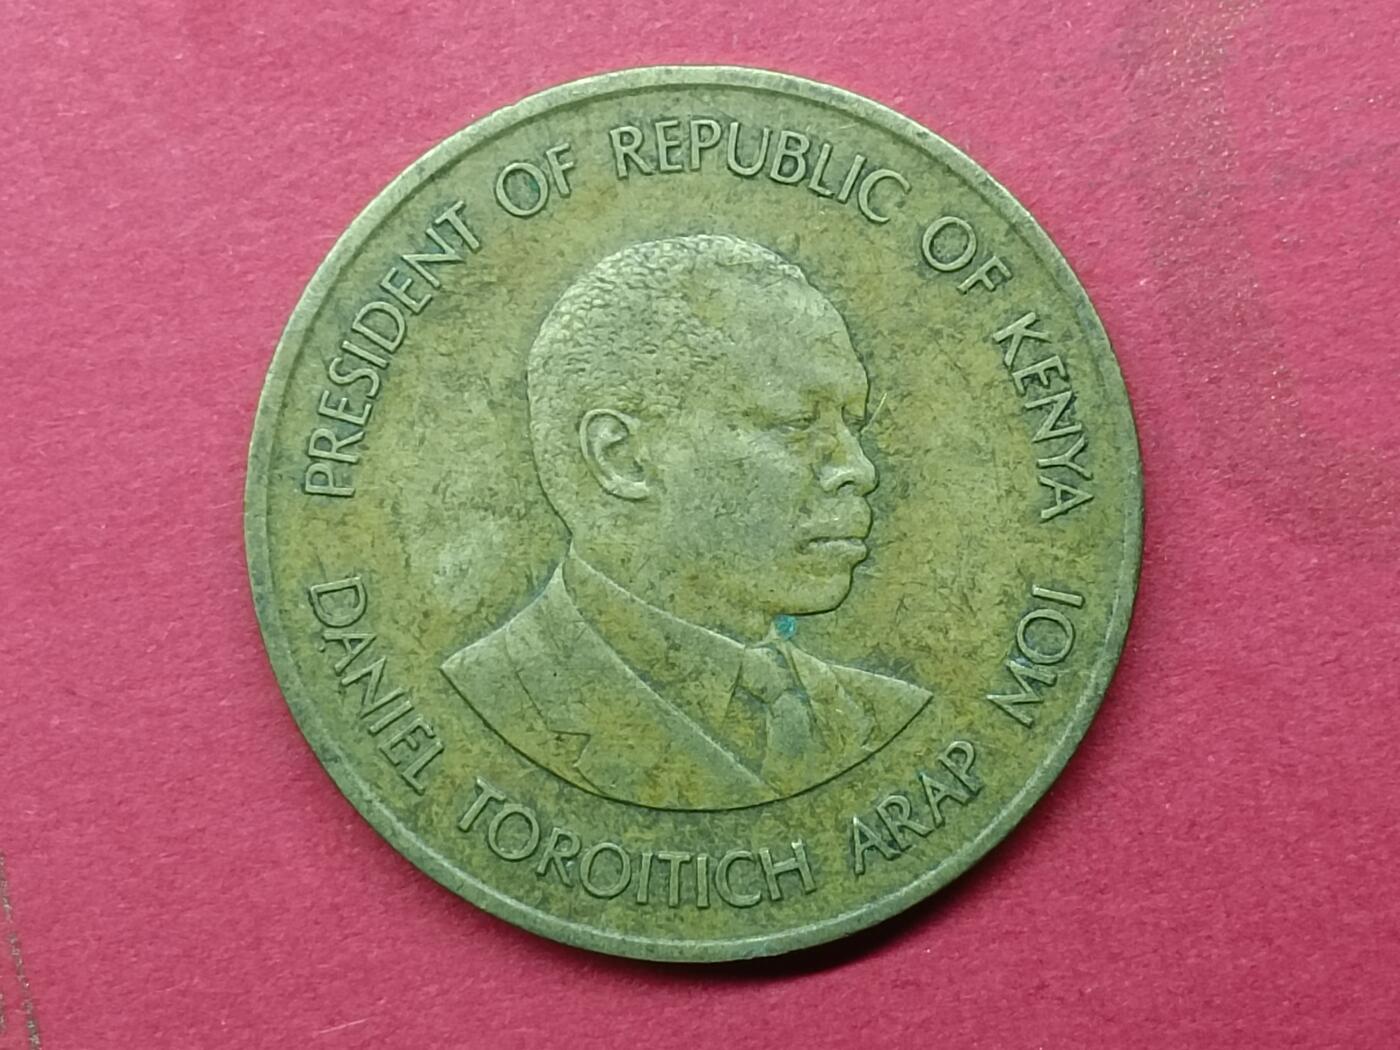 PRESIDENT OF REPUBLIC OF KENYA
DANIEL TOROITICH ARAP MOI